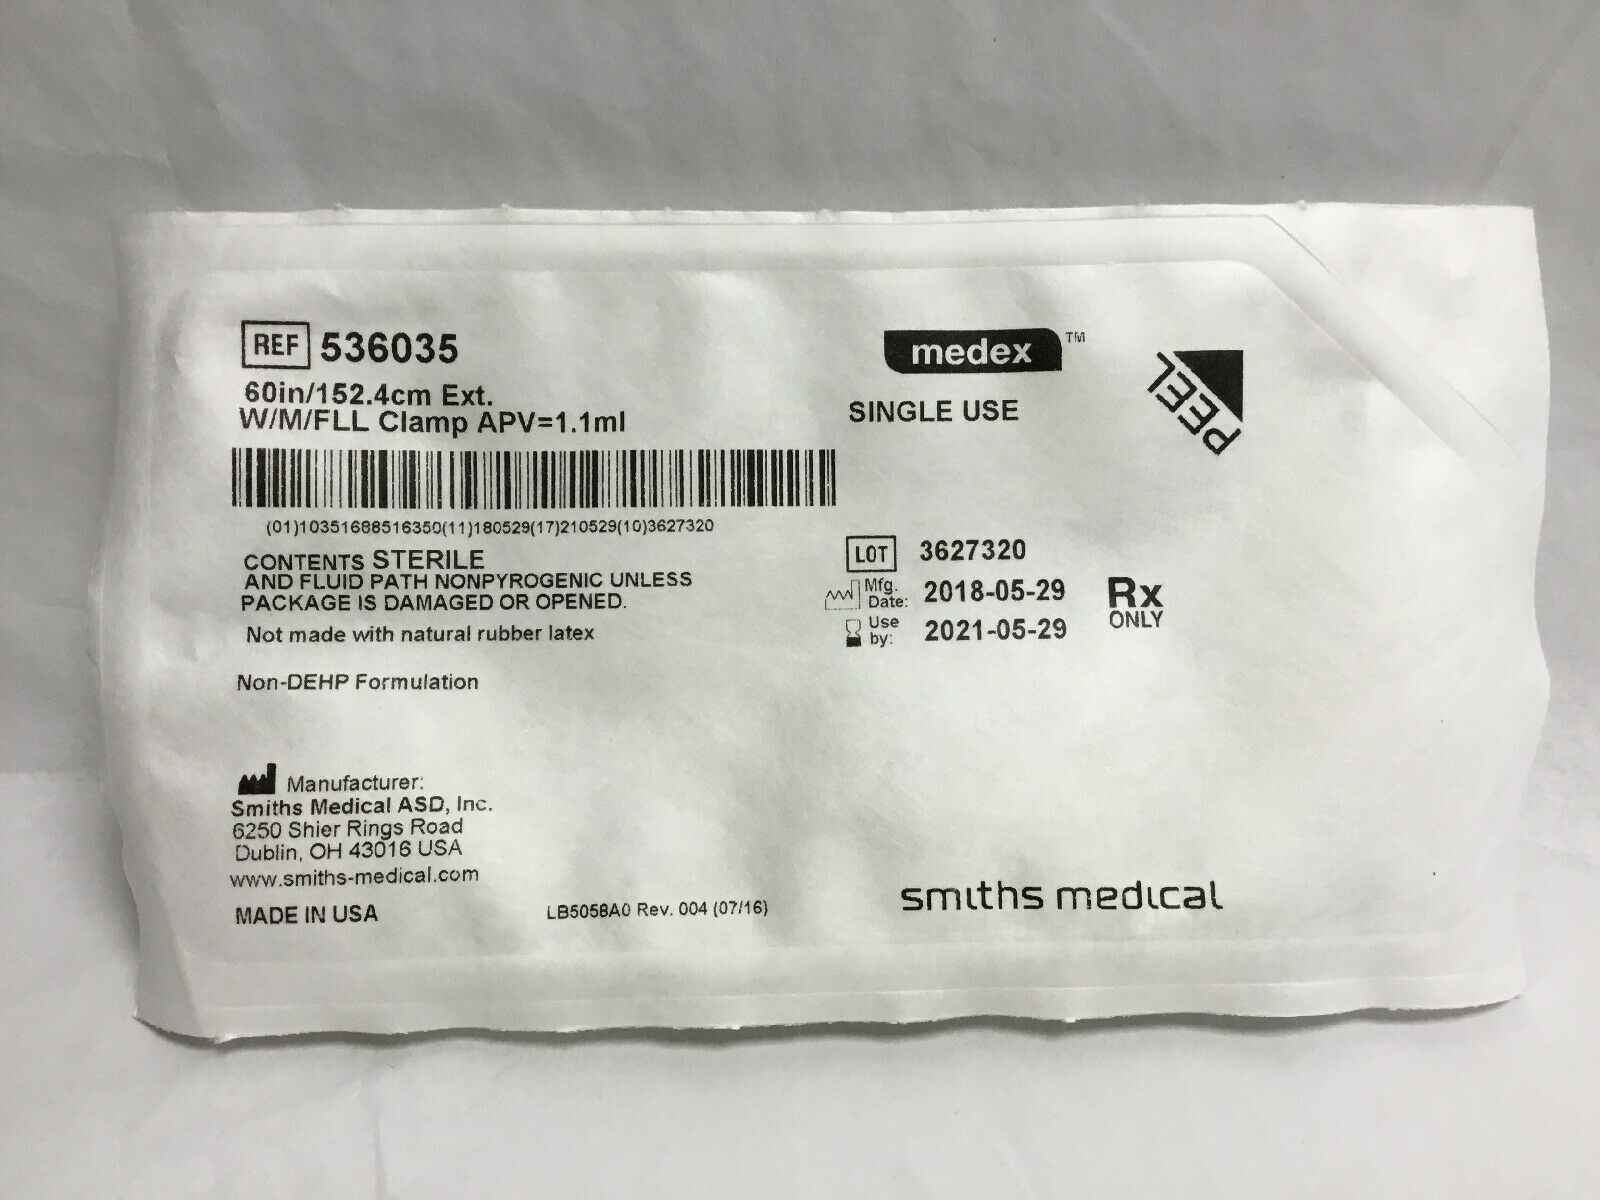 REF 536035
60in/152.4cm Ext.
W/M/FLL Clamp APV=1.1ml
(01)10351688516350(11)180529(17)210529(10)3627320
CONTENTS STERILE
AND FLUID PATH NONPYROGENIC UNLESS
PACKAGE IS DAMAGED OR OPENED.
Not made with natural rubber latex
Non-DEHP Formulation
Manufacturer:
Smiths Medical ASD, Inc.
6250 Shier Rings Road
Dublin, OH 43016 USA
www.smiths-medical.com
MADE IN USA
LB5058A0 Rev. 004 (07/16)
medex™
SINGLE USE
PEEL
LOT 3627320
Mfg.
Date: 2018-05-29
Use
by: 2021-05-29
Rx
ONLY
smiths medical